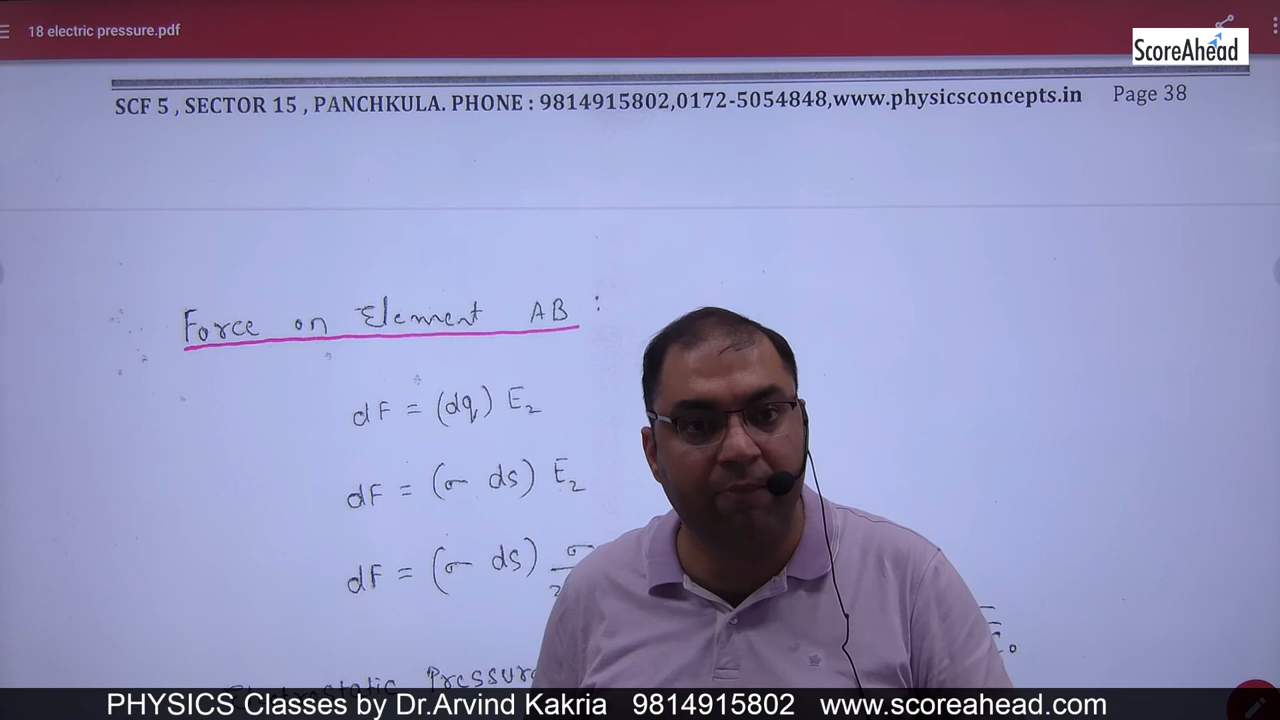 18 electric pressure.pdf
ScoreAhead
SCF 5 , SECTOR 15 , PANCHKULA. PHONE : 9814915802,0172-5054848,www.physicsconcepts.in Page 38
Force on Element AB :
dF = (dq) E₂
dF = (σ ds) E₂
dF = (σ ds) σ
Electrostatic Pressure
PHYSICS Classes by Dr.Arvind Kakria 9814915802 www.scoreahead.com